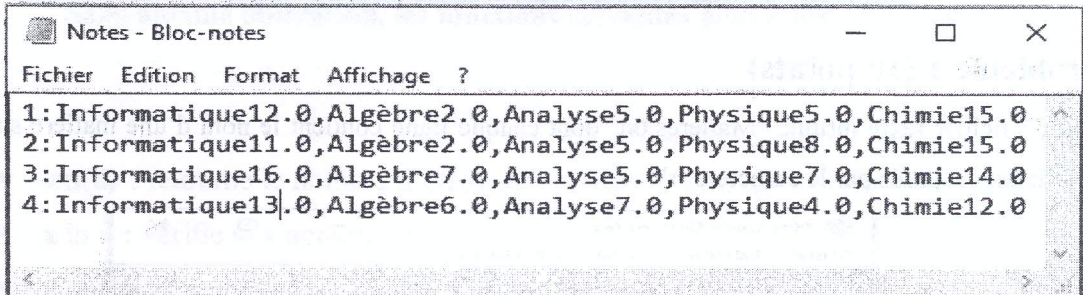 Notes - Bloc-notes
Fichier Edition Format Affichage ?
1:Informatique12.0,Algèbre2.0,Analyse5.0,Physique5.0,Chimie15.0
2:Informatique11.0,Algèbre2.0,Analyse5.0,Physique8.0,Chimie15.0
3:Informatique16.0,Algèbre7.0,Analyse5.0,Physique7.0,Chimie14.0
4:Informatique13.0,Algèbre6.0,Analyse7.0,Physique4.0,Chimie12.0